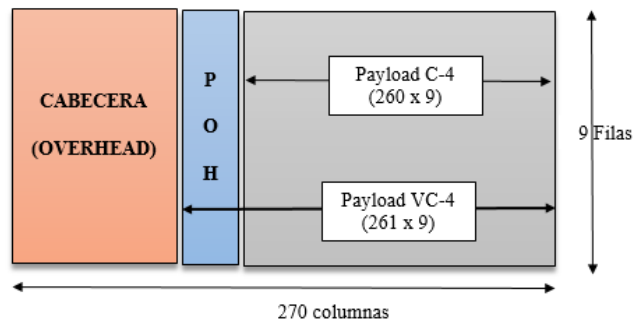 CABECERA
(OVERHEAD)
P
O
H
Payload C-4
(260 x 9)
Payload VC-4
(261 x 9)
9 Filas
270 columnas